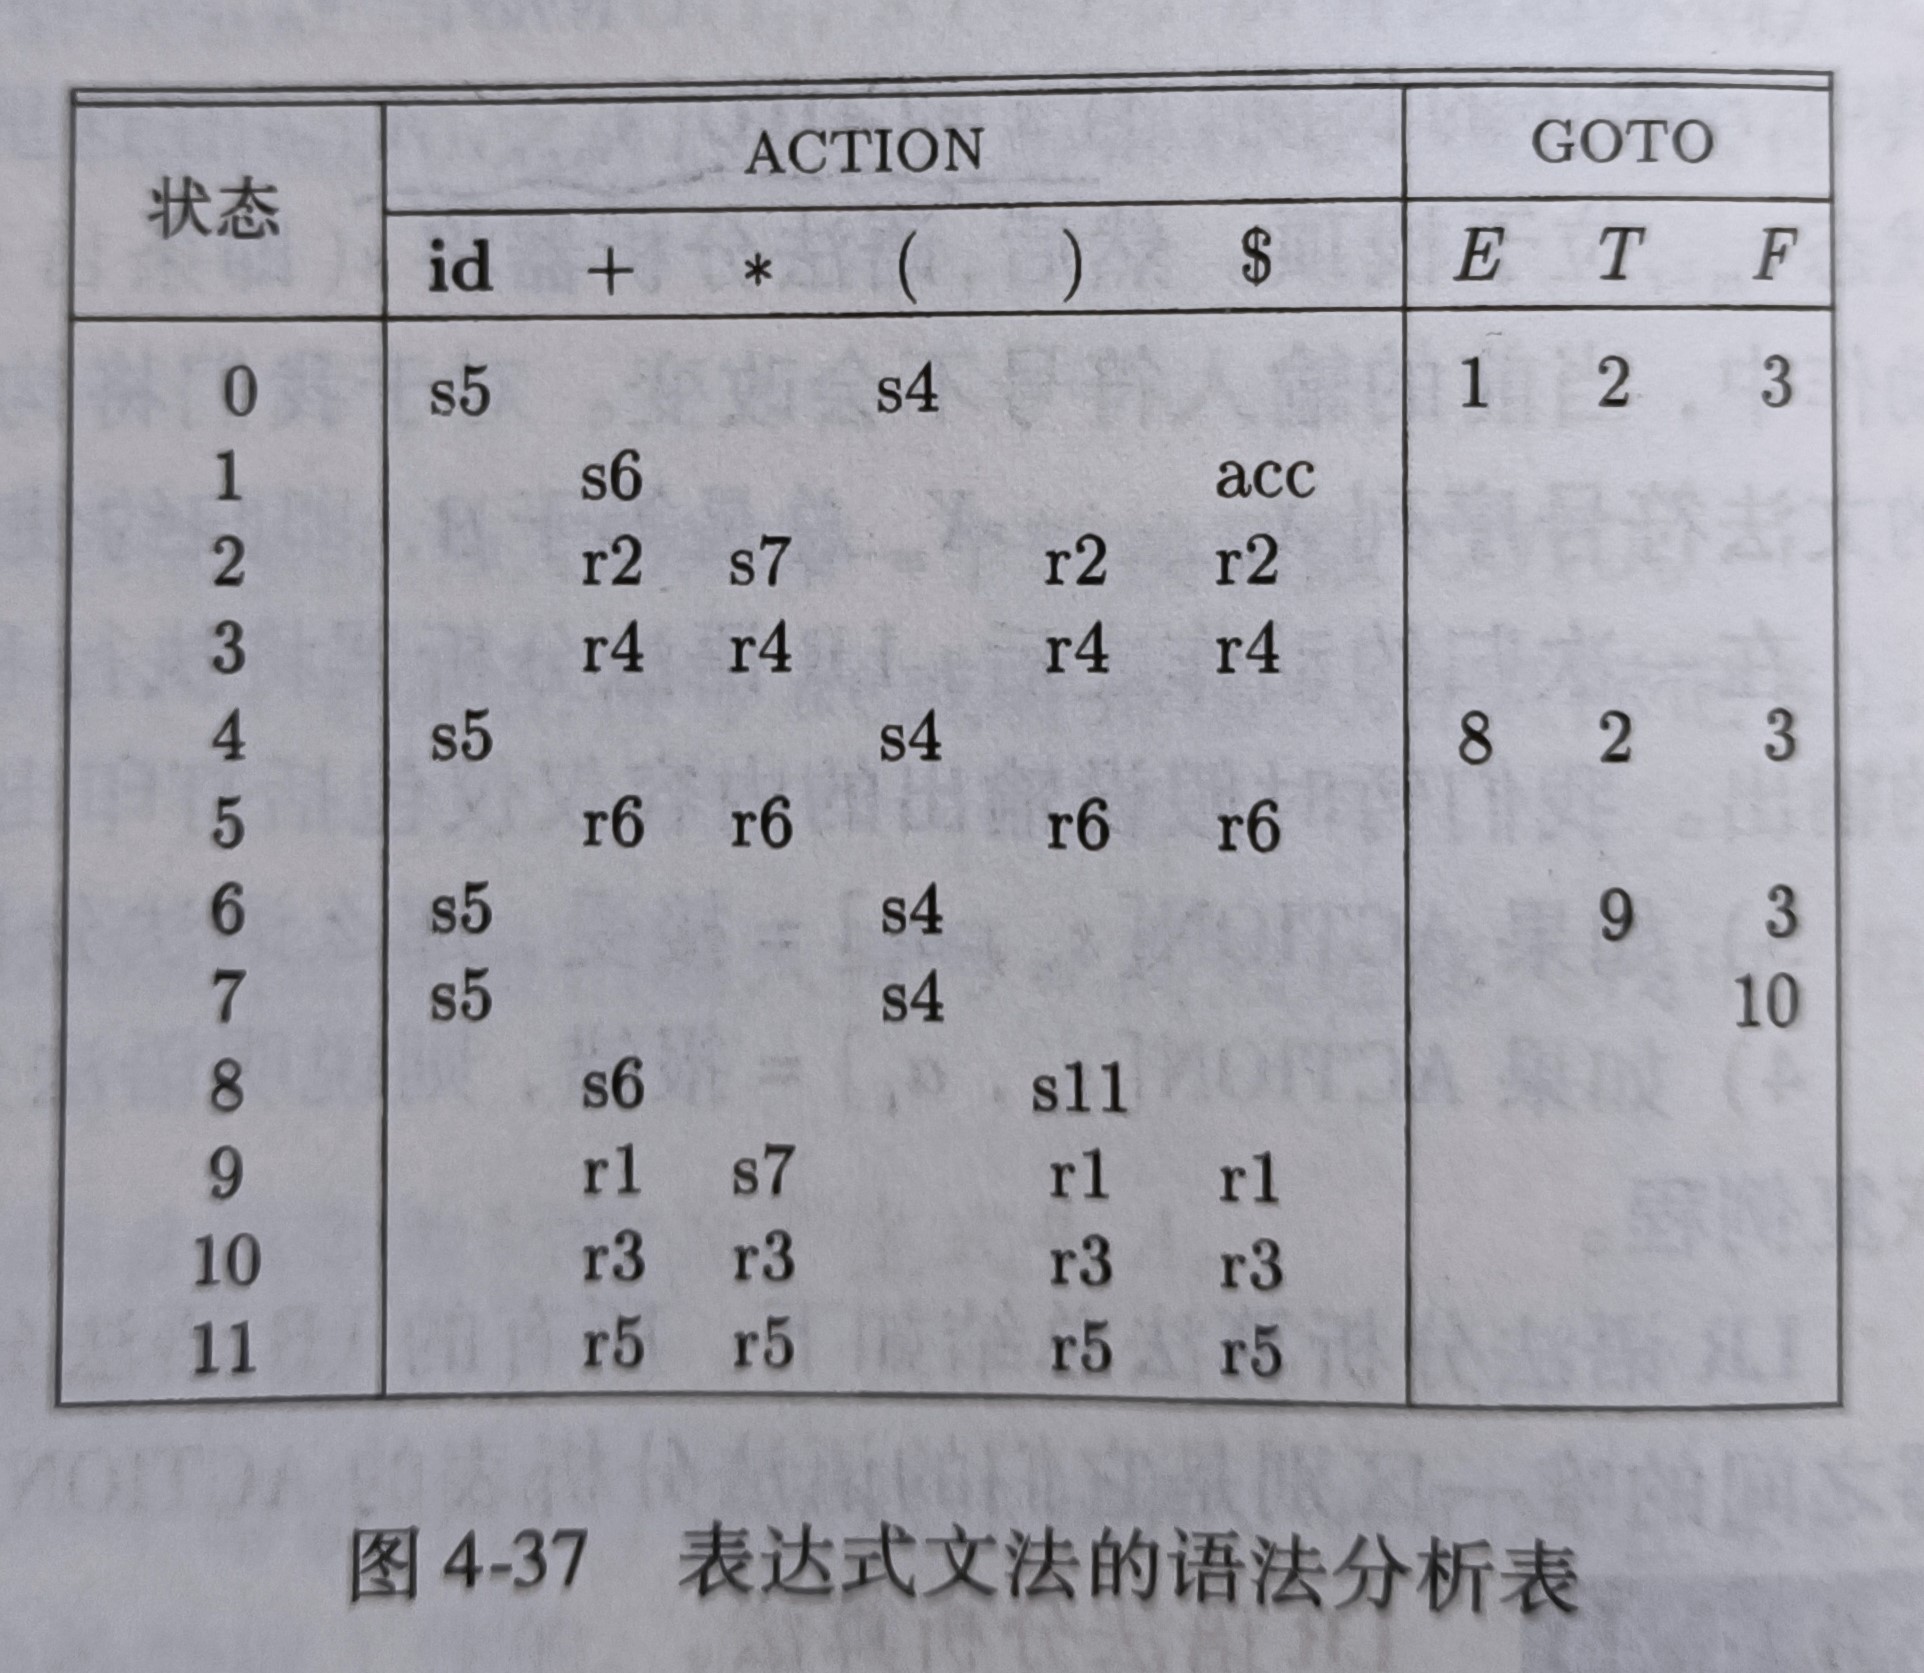 状态 ACTION GOTO
id + * ( ) $ E T F
0 s5 s4 1 2 3
1 s6 acc
2 r2 s7 r2 r2
3 r4 r4 r4 r4
4 s5 s4 8 2 3
5 r6 r6 r6 r6
6 s5 s4 9 3
7 s5 s4 10
8 s6 s11
9 r1 s7 r1 r1
10 r3 r3 r3 r3
11 r5 r5 r5 r5
图 4-37 表达式文法的语法分析表